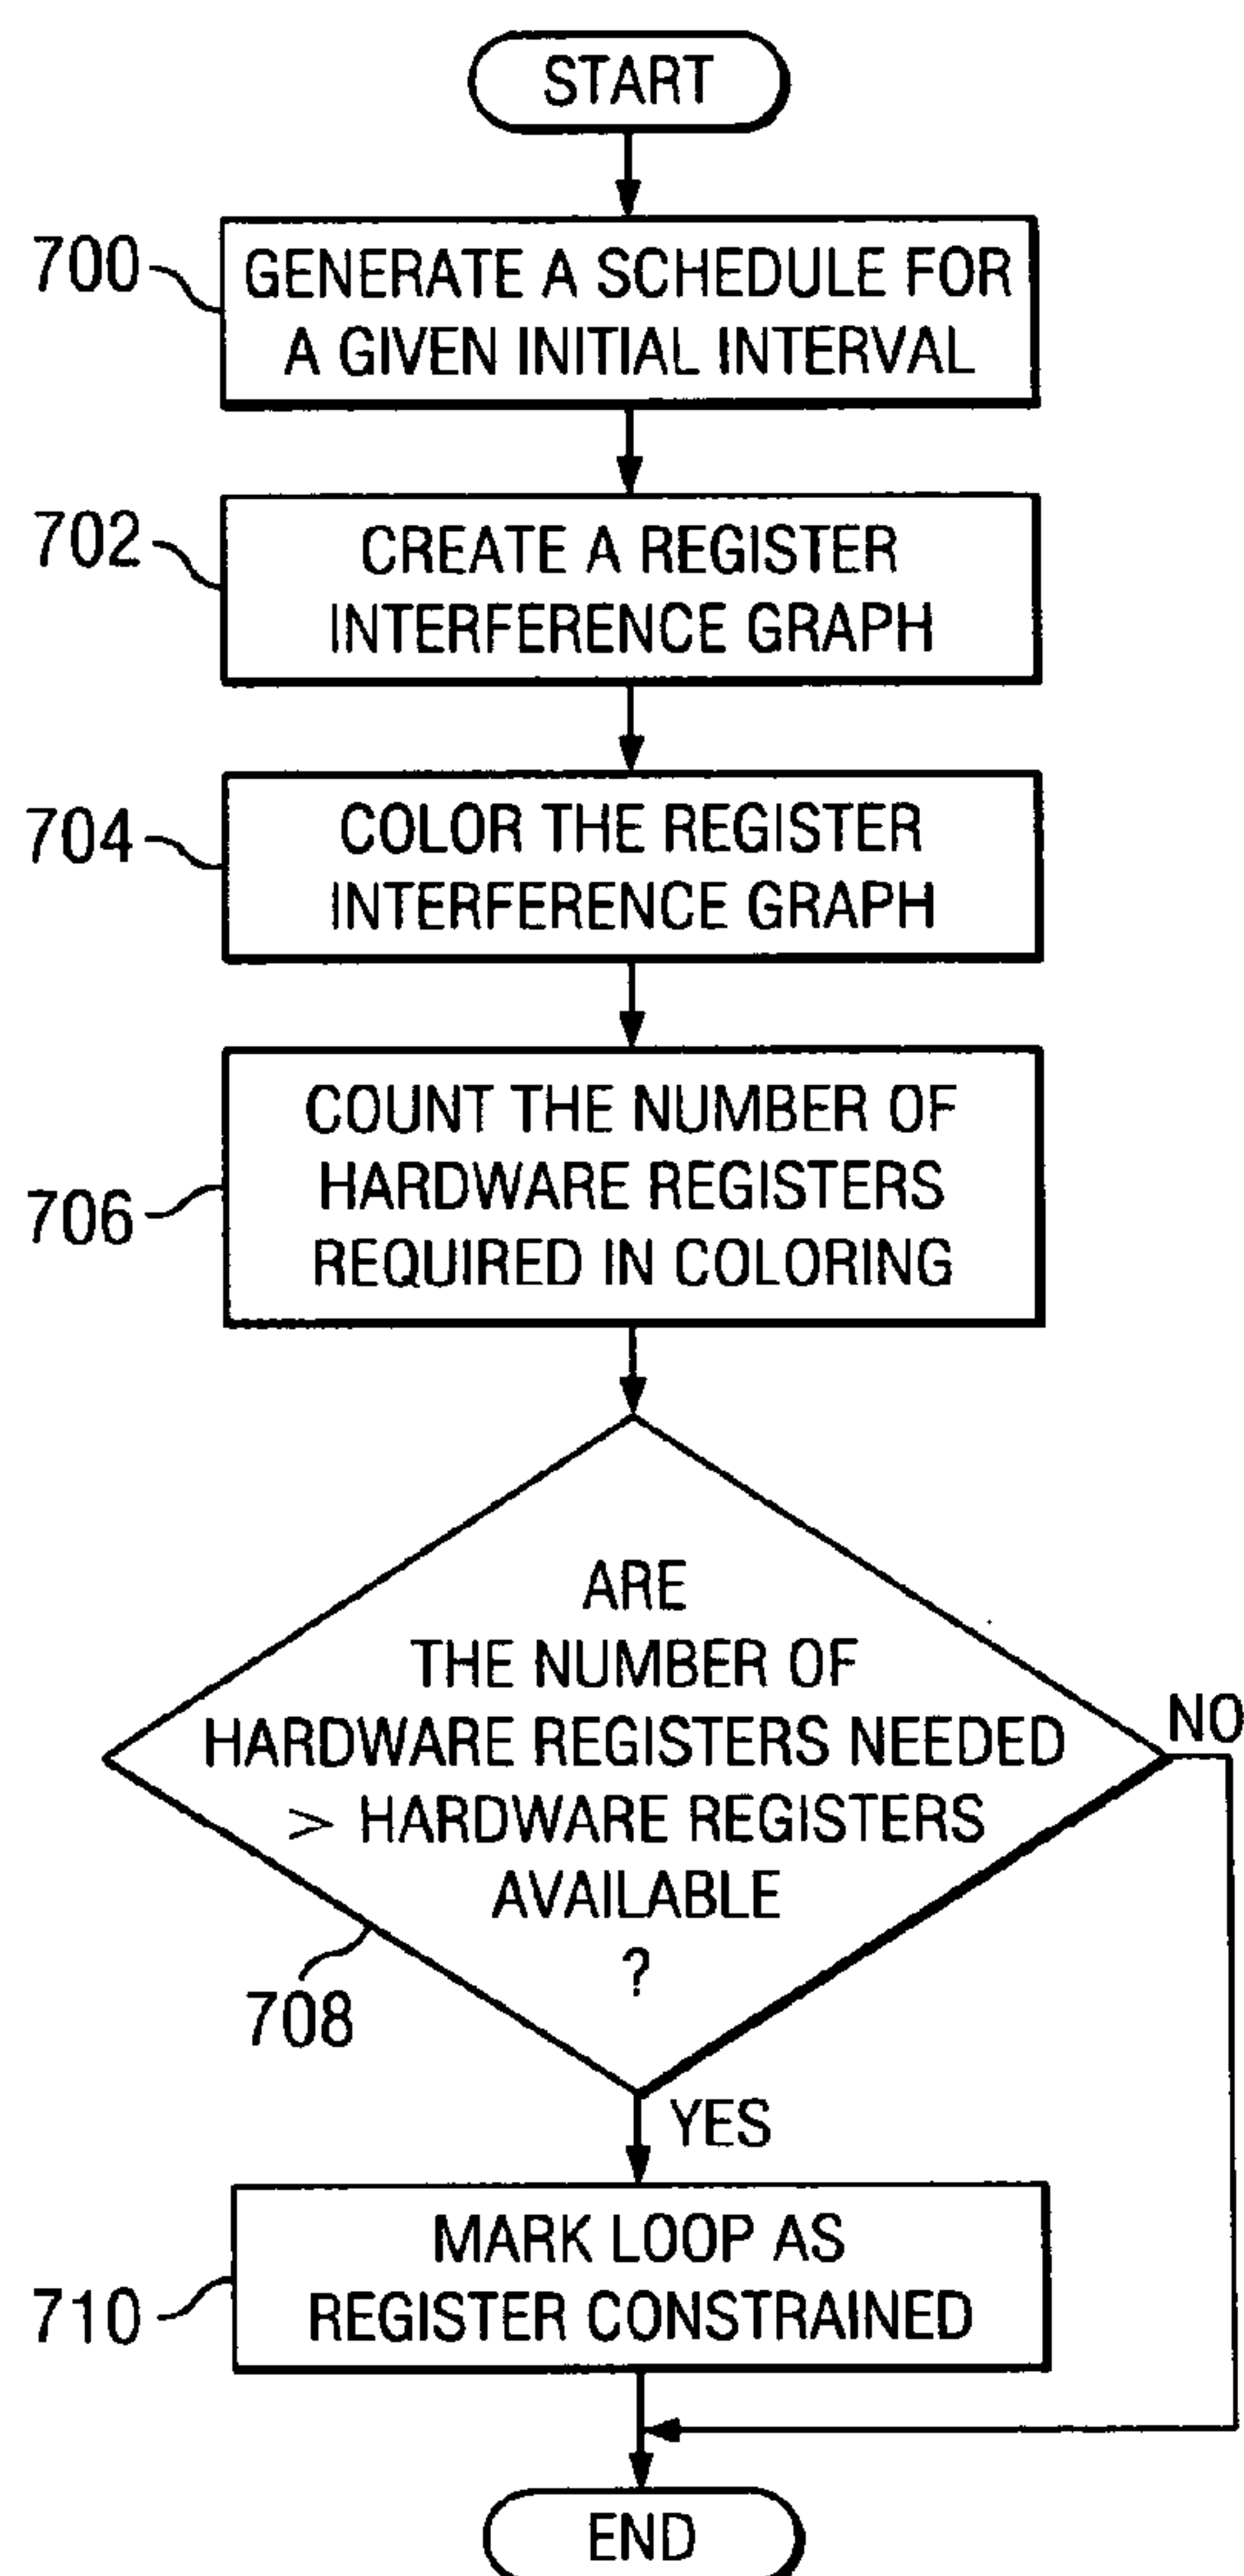 START
700
GENERATE A SCHEDULE FOR
A GIVEN INITIAL INTERVAL
702
CREATE A REGISTER
INTERFERENCE GRAPH
704
COLOR THE REGISTER
INTERFERENCE GRAPH
706
COUNT THE NUMBER OF
HARDWARE REGISTERS
REQUIRED IN COLORING
ARE
THE NUMBER OF
HARDWARE REGISTERS NEEDED
> HARDWARE REGISTERS
AVAILABLE
?
NO
708
YES
710
MARK LOOP AS
REGISTER CONSTRAINED
END